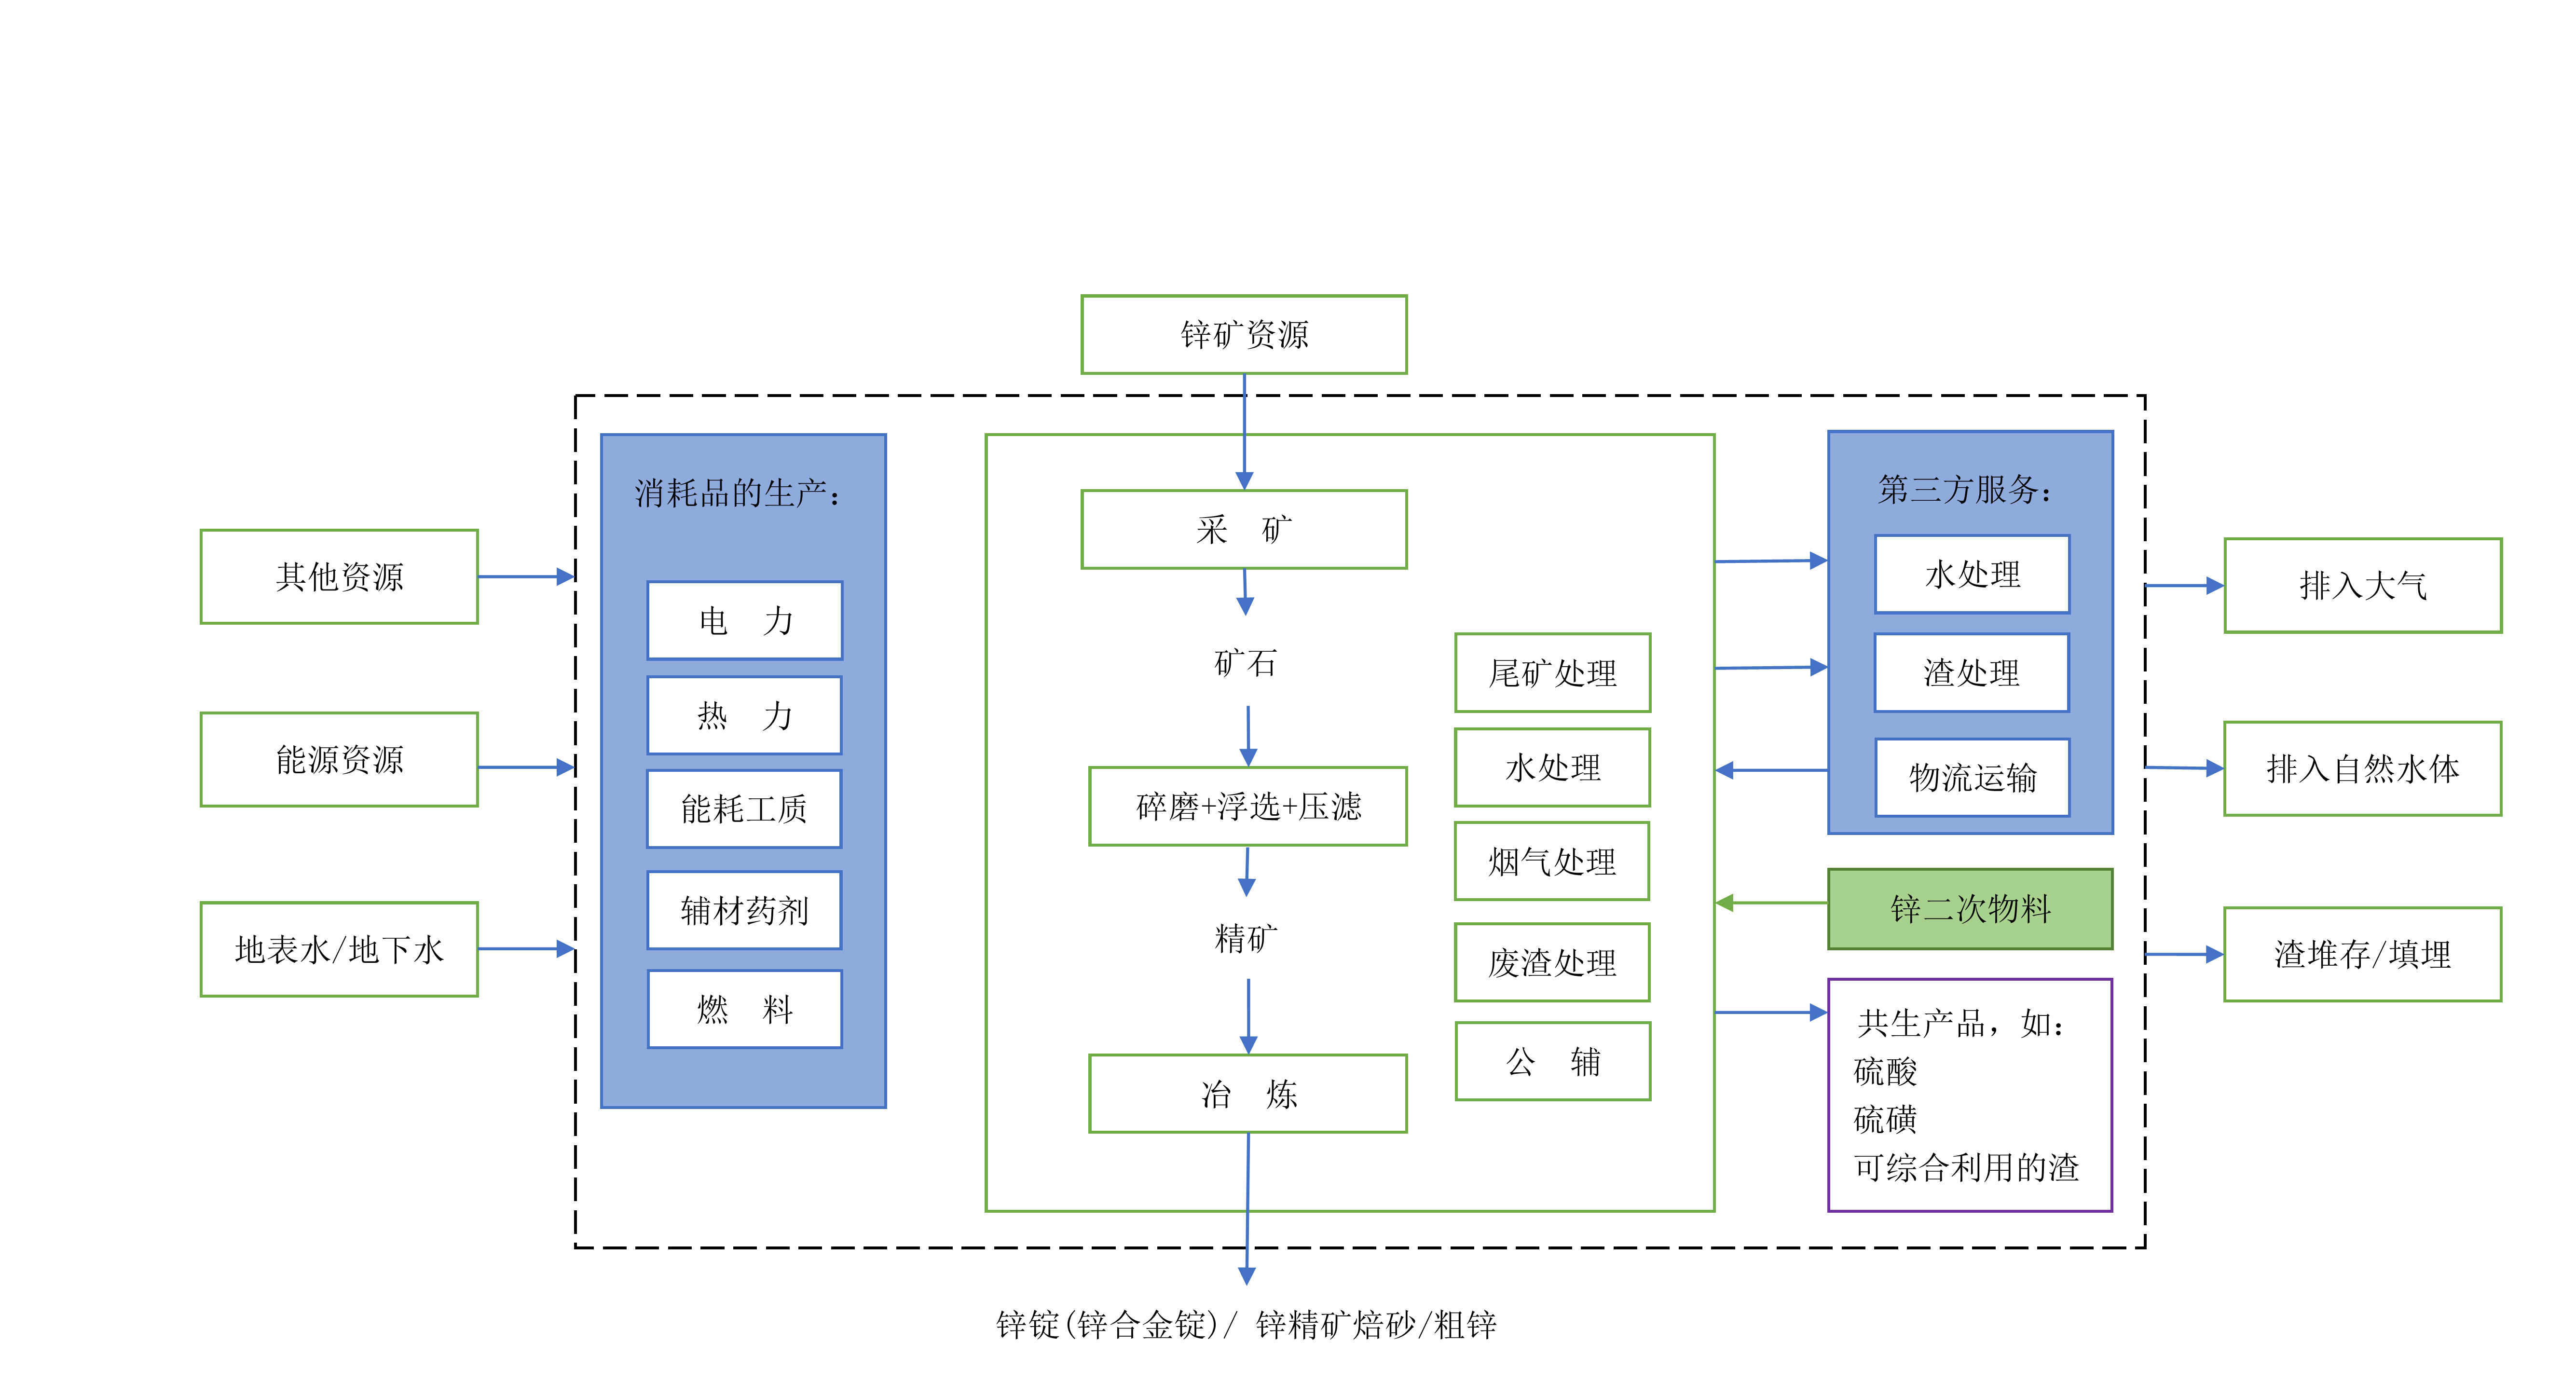 锌矿资源
其他资源
能源资源
地表水/地下水
消耗品的生产：
电 力
热 力
能耗工质
辅材药剂
燃 料
采 矿
矿石
碎磨+浮选+压滤
精矿
冶 炼
尾矿处理
水处理
烟气处理
废渣处理
公 辅
第三方服务：
水处理
渣处理
物流运输
锌二次物料
共生产品，如：
硫酸
硫磺
可综合利用的渣
排入大气
排入自然水体
渣堆存/填埋
锌锭(锌合金锭)/ 锌精矿焙砂/粗锌